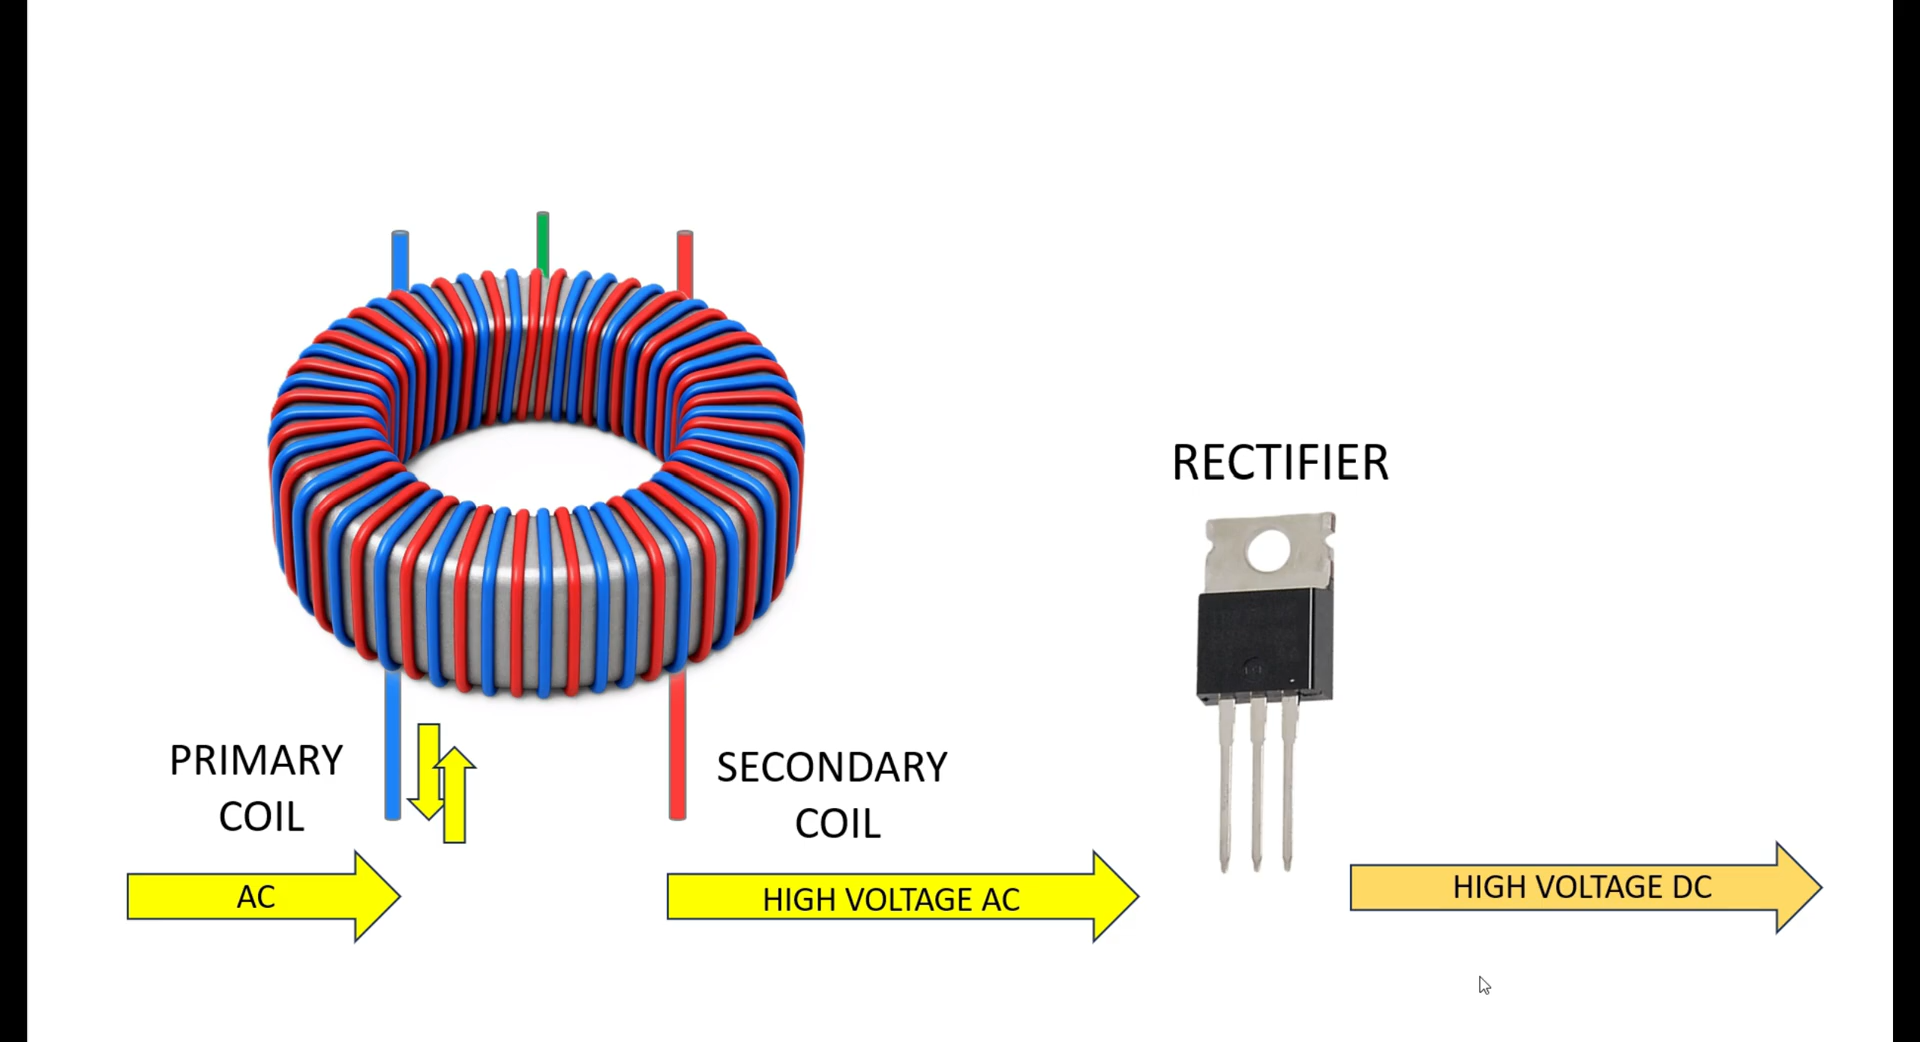 RECTIFIER
PRIMARY
COIL
SECONDARY
COIL
AC
HIGH VOLTAGE AC
HIGH VOLTAGE DC